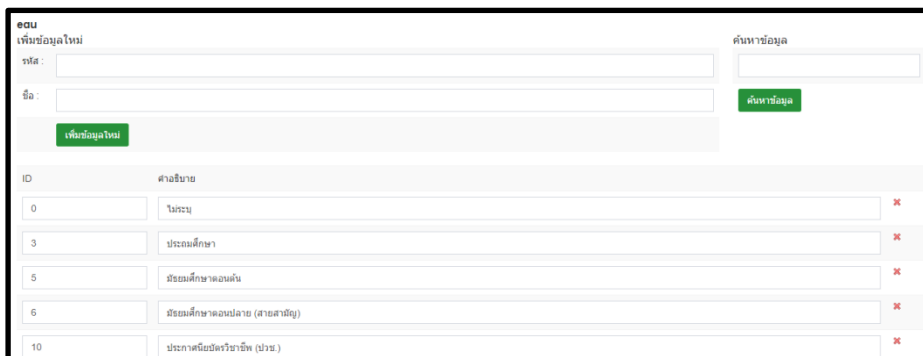 eau
เพิ่มข้อมูลใหม่
รหัส :
ชื่อ :
เพิ่มข้อมูลใหม่
ค้นหาข้อมูล
ค้นหาข้อมูล
ID คำอธิบาย
0 ไม่ระบุ
3 ประถมศึกษา
5 มัธยมศึกษาตอนต้น
6 มัธยมศึกษาตอนปลาย (สายสามัญ)
10 ประกาศนียบัตรวิชาชีพ (ปวช.)